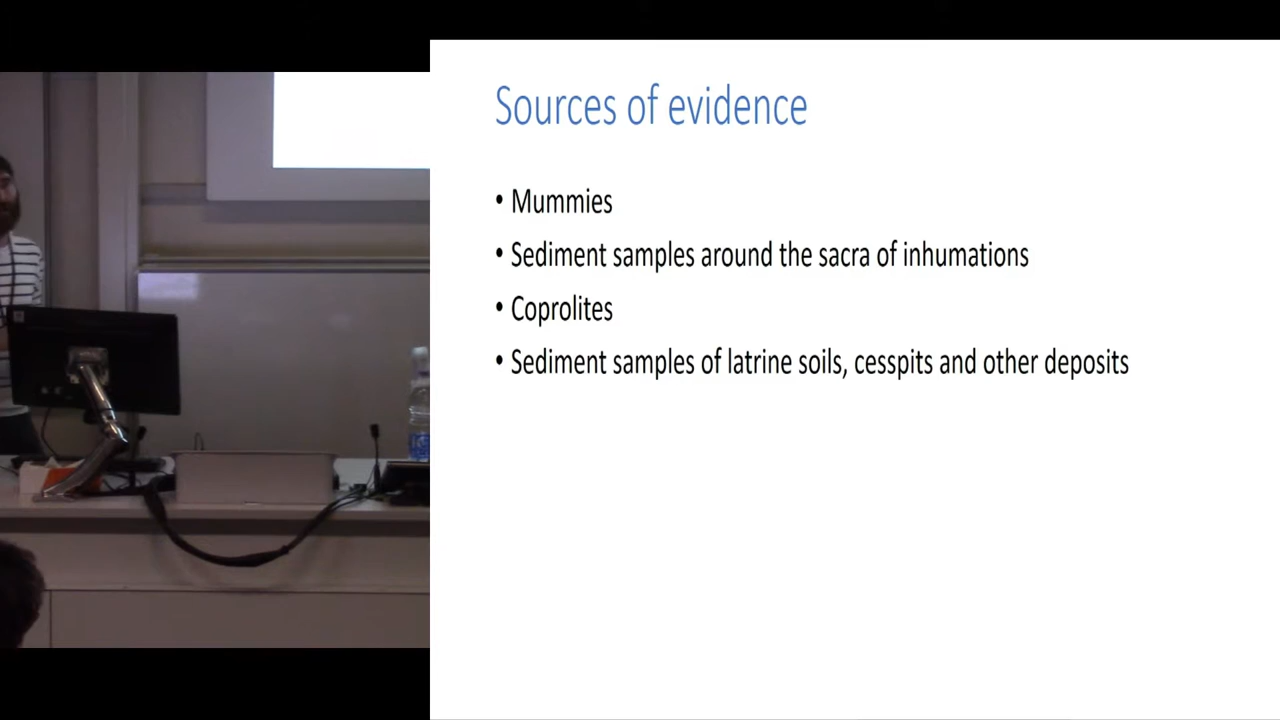 Sources of evidence
• Mummies
• Sediment samples around the sacra of inhumations
• Coprolites
• Sediment samples of latrine soils, cesspits and other deposits